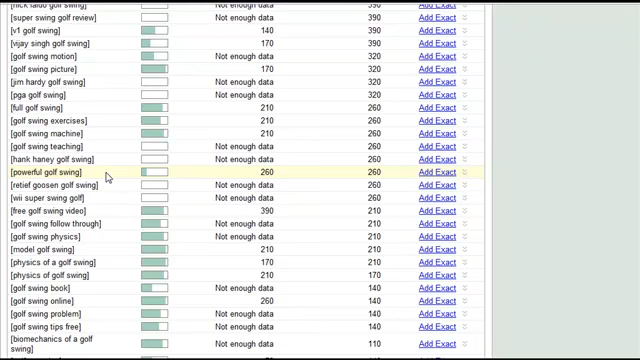 [nick faldo golf swing] Not enough data 390 Add Exact
[super swing golf review] Not enough data 390 Add Exact
[v1 golf swing] 140 390 Add Exact
[vijay singh golf swing] 170 390 Add Exact
[golf swing motion] Not enough data 320 Add Exact
[golf swing picture] 170 320 Add Exact
[jim hardy golf swing] Not enough data 320 Add Exact
[pga golf swing] Not enough data 320 Add Exact
[full golf swing] 210 260 Add Exact
[golf swing exercises] 210 260 Add Exact
[golf swing machine] 210 260 Add Exact
[golf swing teaching] Not enough data 260 Add Exact
[hank haney golf swing] Not enough data 260 Add Exact
[powerful golf swing] 260 260 Add Exact
[retief goosen golf swing] Not enough data 260 Add Exact
[wii super swing golf] Not enough data 260 Add Exact
[free golf swing video] 390 210 Add Exact
[golf swing follow through] Not enough data 210 Add Exact
[golf swing physics] Not enough data 210 Add Exact
[model golf swing] 210 210 Add Exact
[physics of a golf swing] 170 210 Add Exact
[physics of golf swing] 210 170 Add Exact
[golf swing book] Not enough data 140 Add Exact
[golf swing online] 260 140 Add Exact
[golf swing problem] Not enough data 140 Add Exact
[golf swing tips free] Not enough data 140 Add Exact
[biomechanics of a golf swing] Not enough data 110 Add Exact